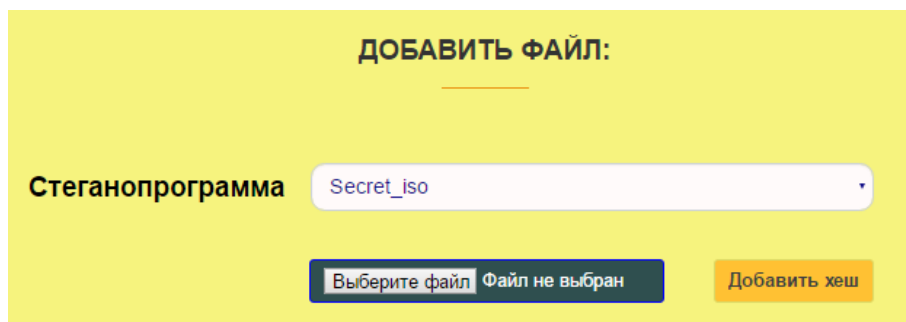 ДОБАВИТЬ ФАЙЛ:
Стеганопрограмма Secret_iso
Выберите файл Файл не выбран Добавить хеш